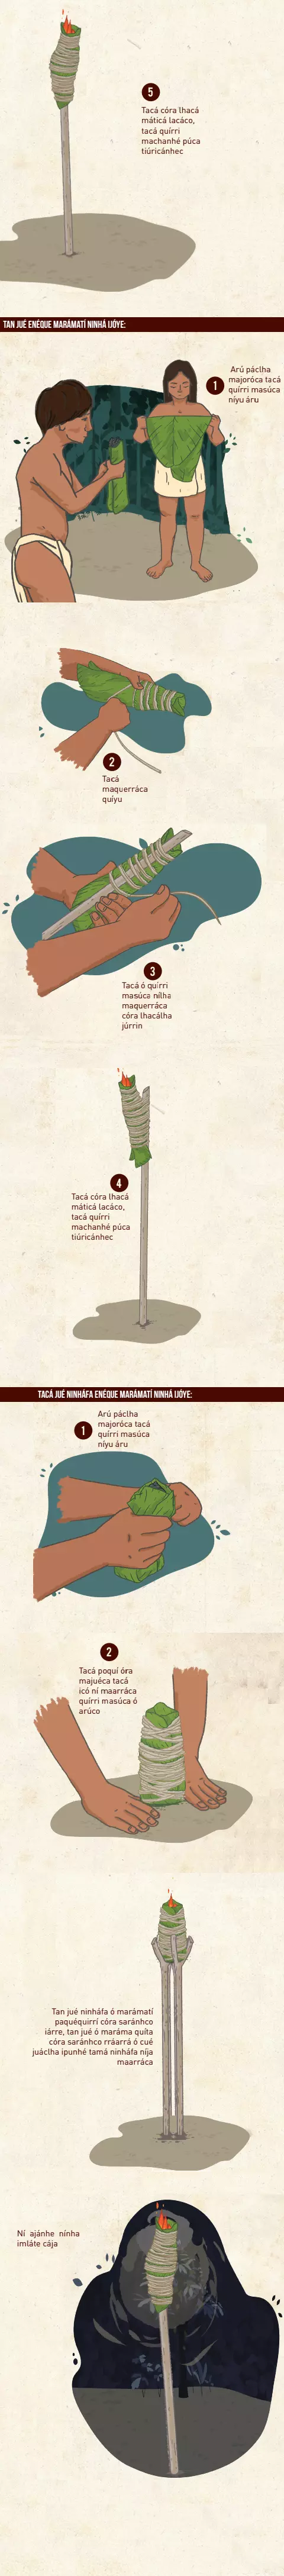 5
Tacá córa lhacá
máticá lacáco,
tacá quírri
machanhé púca
tiúricánhec
TAN JUÉ ENÉQUE MARÁMATÍ NINHÁ IJÓYE:
1
Arú páclha
majoróca tacá
quírri masúca
níyu áru
2
Tacá
maquerráca
quíyu
3
Tacá ó quírri
masúca nílha
maquerráca
córa lhacálha
júrrin
4
Tacá córa lhacá
máticá lacáco,
tacá quírri
machanhé púca
tiúricánhec
TACÁ JUÉ NINHÁFA ENÉQUE MARÁMATÍ NINHÁ IJÓYE:
1
Arú páclha
majoróca tacá
quírri masúca
níyu áru
2
Tacá poquí óra
majuéca tacá
icó ní maarráca
quírri masúca ó
arúco
Tan jué ninháfa ó marámatí
paquéquirrí córa saránhco
iárre, tan jué ó maráma quíta
córa saránhco rráarrá ó cué
juáclha ipunhé tamá ninháfa níja
maarráca
Ní ajánhe nínha
imláte cája